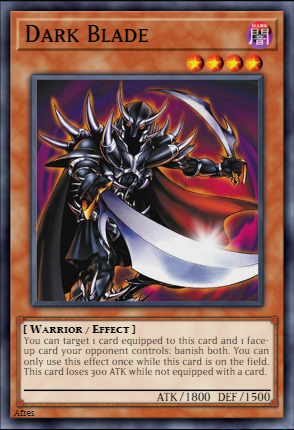 Dark Blade
DARK
闇
[ Warrior / Effect ]
You can target 1 card equipped to this card and 1 face-
up card your opponent controls: banish both. You can
only use this effect once while this card is on the field.
This card loses 300 ATK while not equipped with a card.
ATK/1800 DEF/1500
Afres